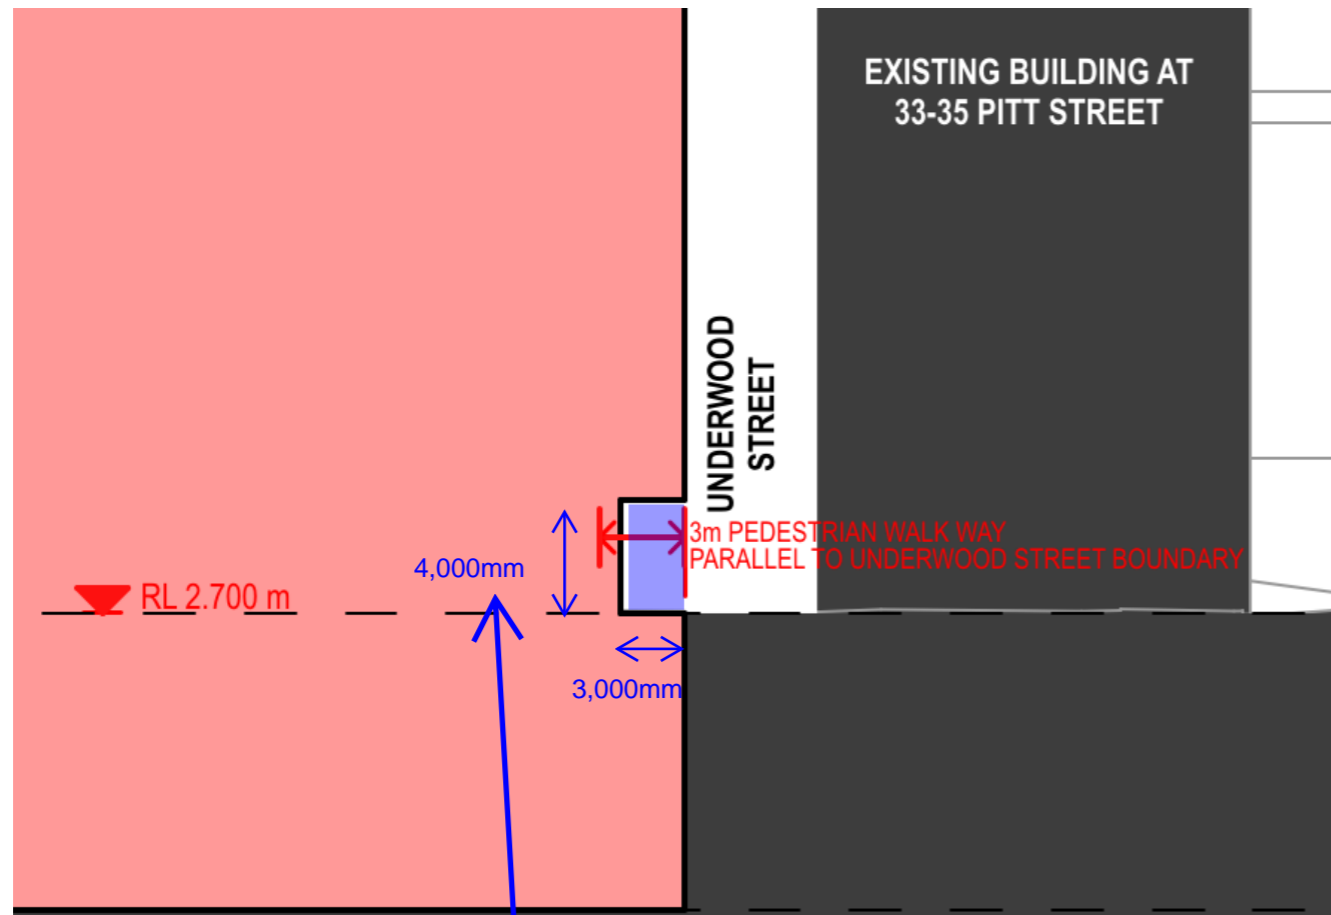 EXISTING BUILDING AT
33-35 PITT STREET
UNDERWOOD
STREET
3m PEDESTRIAN WALK WAY
PARALLEL TO UNDERWOOD STREET BOUNDARY
4,000mm
RL 2.700 m
3,000mm